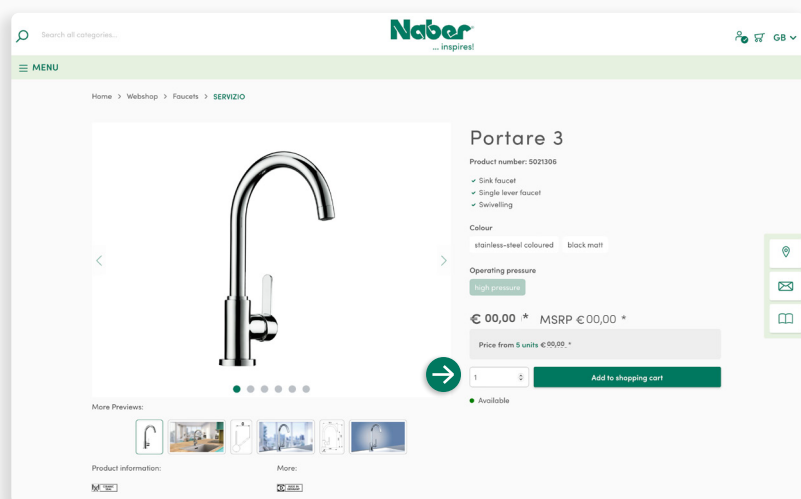 Search all categories...
Naber
... inspires!
GB
MENU
Home > Webshop > Faucets > SERVIZIO
Portare 3
Product number: 5021306
Sink faucet
Single lever faucet
Swivelling
Colour
stainless-steel coloured black matt
Operating pressure
high pressure
€ 00,00 * MSRP € 00,00 *
Price from 5 units € 00,00 *
1
Add to shopping cart
Available
More Previews:
Product information: More: